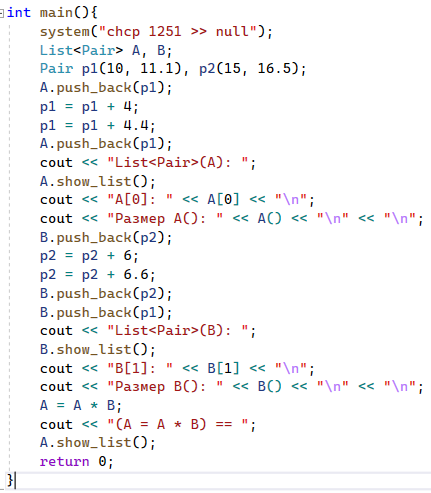 int main(){
    system("chcp 1251 >> null");
    List<Pair> A, B;
    Pair p1(10, 11.1), p2(15, 16.5);
    A.push_back(p1);
    p1 = p1 + 4;
    p1 = p1 + 4.4;
    A.push_back(p1);
    cout << "List<Pair>(A): ";
    A.show_list();
    cout << "A[0]: " << A[0] << "\n";
    cout << "Размер A(): " << A() << "\n" << "\n";
    B.push_back(p2);
    p2 = p2 + 6;
    p2 = p2 + 6.6;
    B.push_back(p2);
    B.push_back(p1);
    cout << "List<Pair>(B): ";
    B.show_list();
    cout << "B[1]: " << B[1] << "\n";
    cout << "Размер B(): " << B() << "\n" << "\n";
    A = A * B;
    cout << "(A = A * B) == ";
    A.show_list();
    return 0;
}